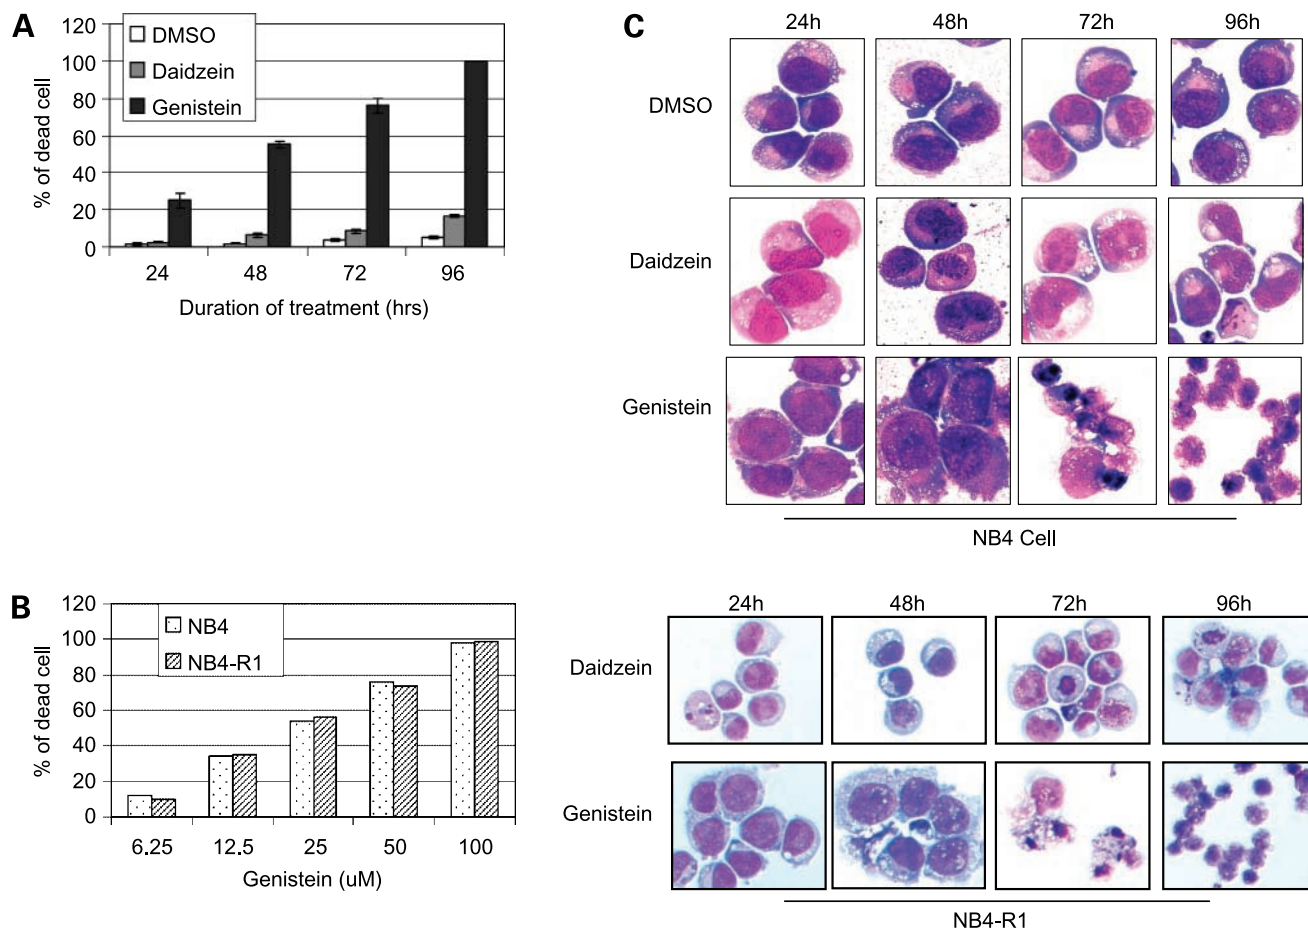 A
120
100
80
60
40
20
0
% of dead cell
DMSO
Daidzein
Genistein
24 48 72 96
Duration of treatment (hrs)
B
120
100
80
60
40
20
0
% of dead cell
NB4
NB4-R1
6.25 12.5 25 50 100
Genistein (uM)
C
24h 48h 72h 96h
DMSO
Daidzein
Genistein
NB4 Cell
24h 48h 72h 96h
Daidzein
Genistein
NB4-R1